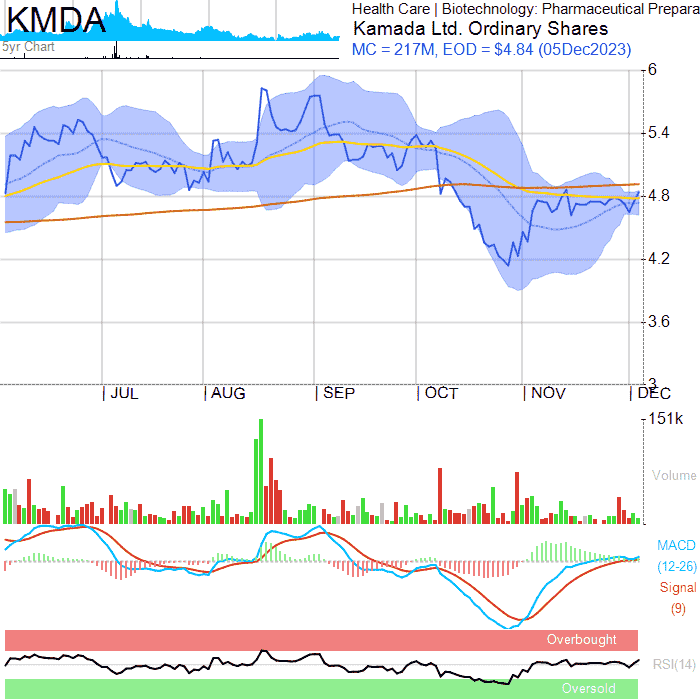 KMDA
5yr Chart
Health Care | Biotechnology: Pharmaceutical Prepara
Kamada Ltd. Ordinary Shares
MC = 217M, EOD = $4.84 (05Dec2023)
6
5.4
4.8
4.2
3.6
3
JUL AUG SEP OCT NOV DEC
151k
Volume
MACD
(12-26)
Signal
(9)
Overbought
RSI(14)
Oversold